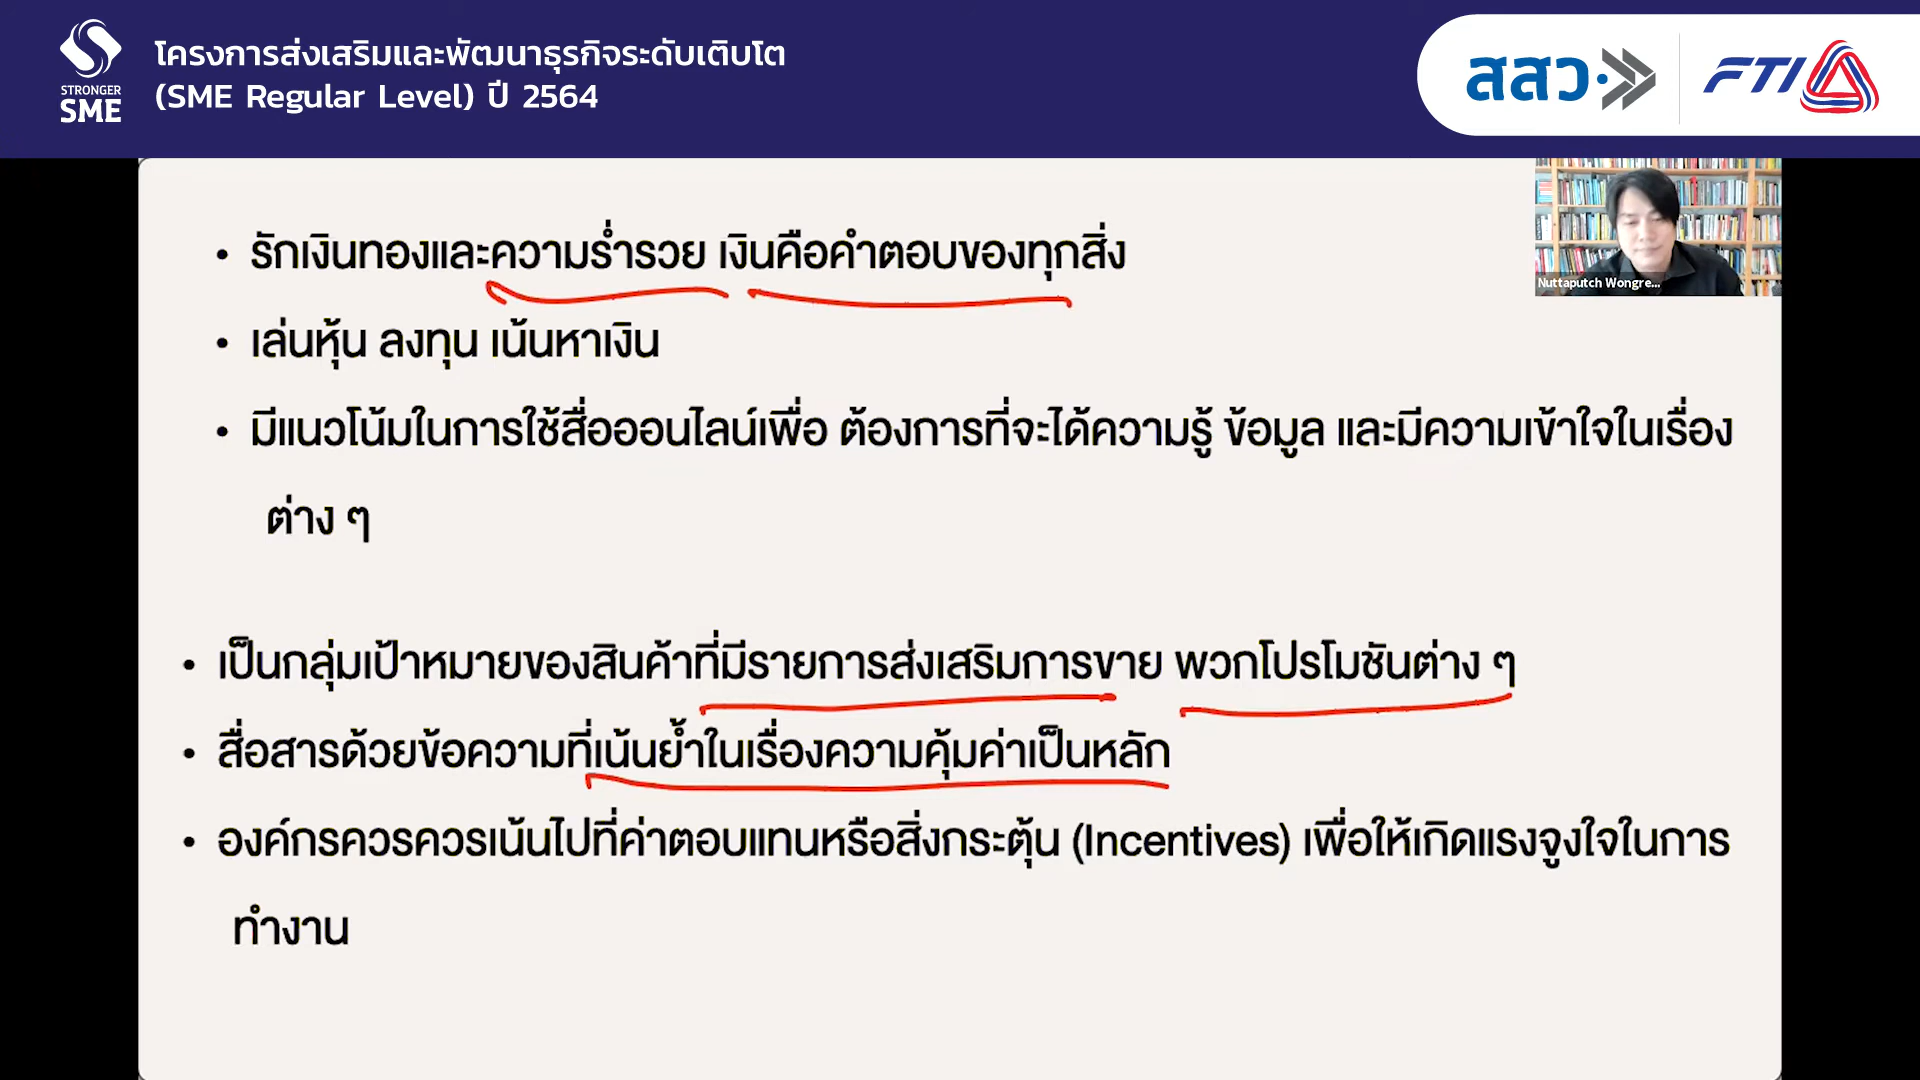 STRONGER
SME
โครงการส่งเสริมและพัฒนาธุรกิจระดับเติบโต
(SME Regular Level) ปี 2564
สสว
FTI
Nuttaputch Wongre...
• รักเงินทองและความร่ำรวย เงินคือคำตอบของทุกสิ่ง
• เล่นหุ้น ลงทุน เน้นหาเงิน
• มีแนวโน้มในการใช้สื่อออนไลน์เพื่อ ต้องการที่จะได้ความรู้ ข้อมูล และมีความเข้าใจในเรื่อง
ต่าง ๆ
• เป็นกลุ่มเป้าหมายของสินค้าที่มีรายการส่งเสริมการขาย พวกโปรโมชันต่าง ๆ
• สื่อสารด้วยข้อความที่เน้นย้ำในเรื่องความคุ้มค่าเป็นหลัก
• องค์กรควรควรเน้นไปที่ค่าตอบแทนหรือสิ่งกระตุ้น (Incentives) เพื่อให้เกิดแรงจูงใจในการ
ทำงาน